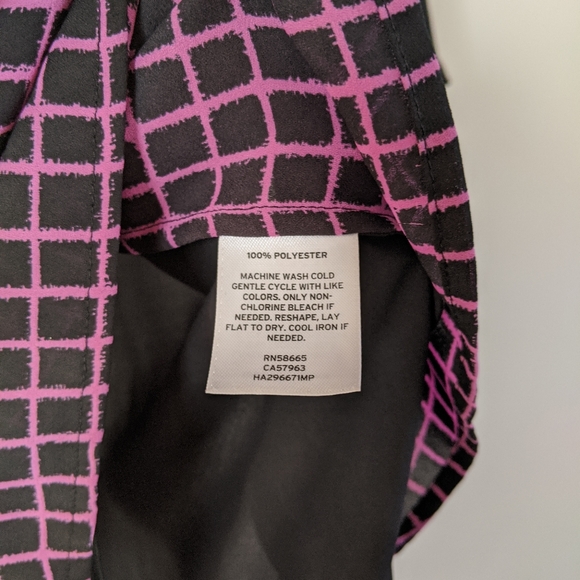 100% POLYESTER
MACHINE WASH COLD
GENTLE CYCLE WITH LIKE
COLORS. ONLY NON-
CHLORINE BLEACH IF
NEEDED. RESHAPE, LAY
FLAT TO DRY. COOL IRON IF
NEEDED.
RN58665
CA57963
HA296671MP